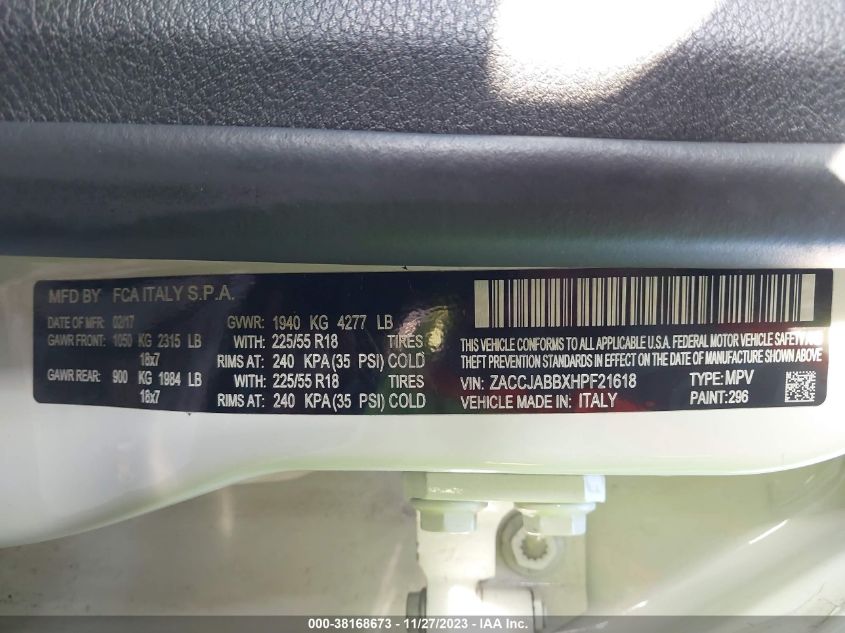 MFD BY FCA ITALY S.P.A.
DATE OF MFR: 02/17 GVWR: 1940 KG 4277 LB
GAWR FRONT: 1050 KG 2315 LB WITH: 225/55 R18 TIRES
18x7 RIMS AT: 240 KPA(35 PSI) COLD
GAWR REAR: 900 KG 1984 LB WITH: 225/55 R18 TIRES
18x7 RIMS AT: 240 KPA(35 PSI) COLD
THIS VEHICLE CONFORMS TO ALL APPLICABLE U.S.A. FEDERAL MOTOR VEHICLE SAFETY AND
THEFT PREVENTION STANDARDS IN EFFECT ON THE DATE OF MANUFACTURE SHOWN ABOVE
VIN: ZACCJABBXHPF21618 TYPE: MPV
VEHICLE MADE IN: ITALY PAINT: 296
000-38168673 - 11/27/2023 - IAA Inc.